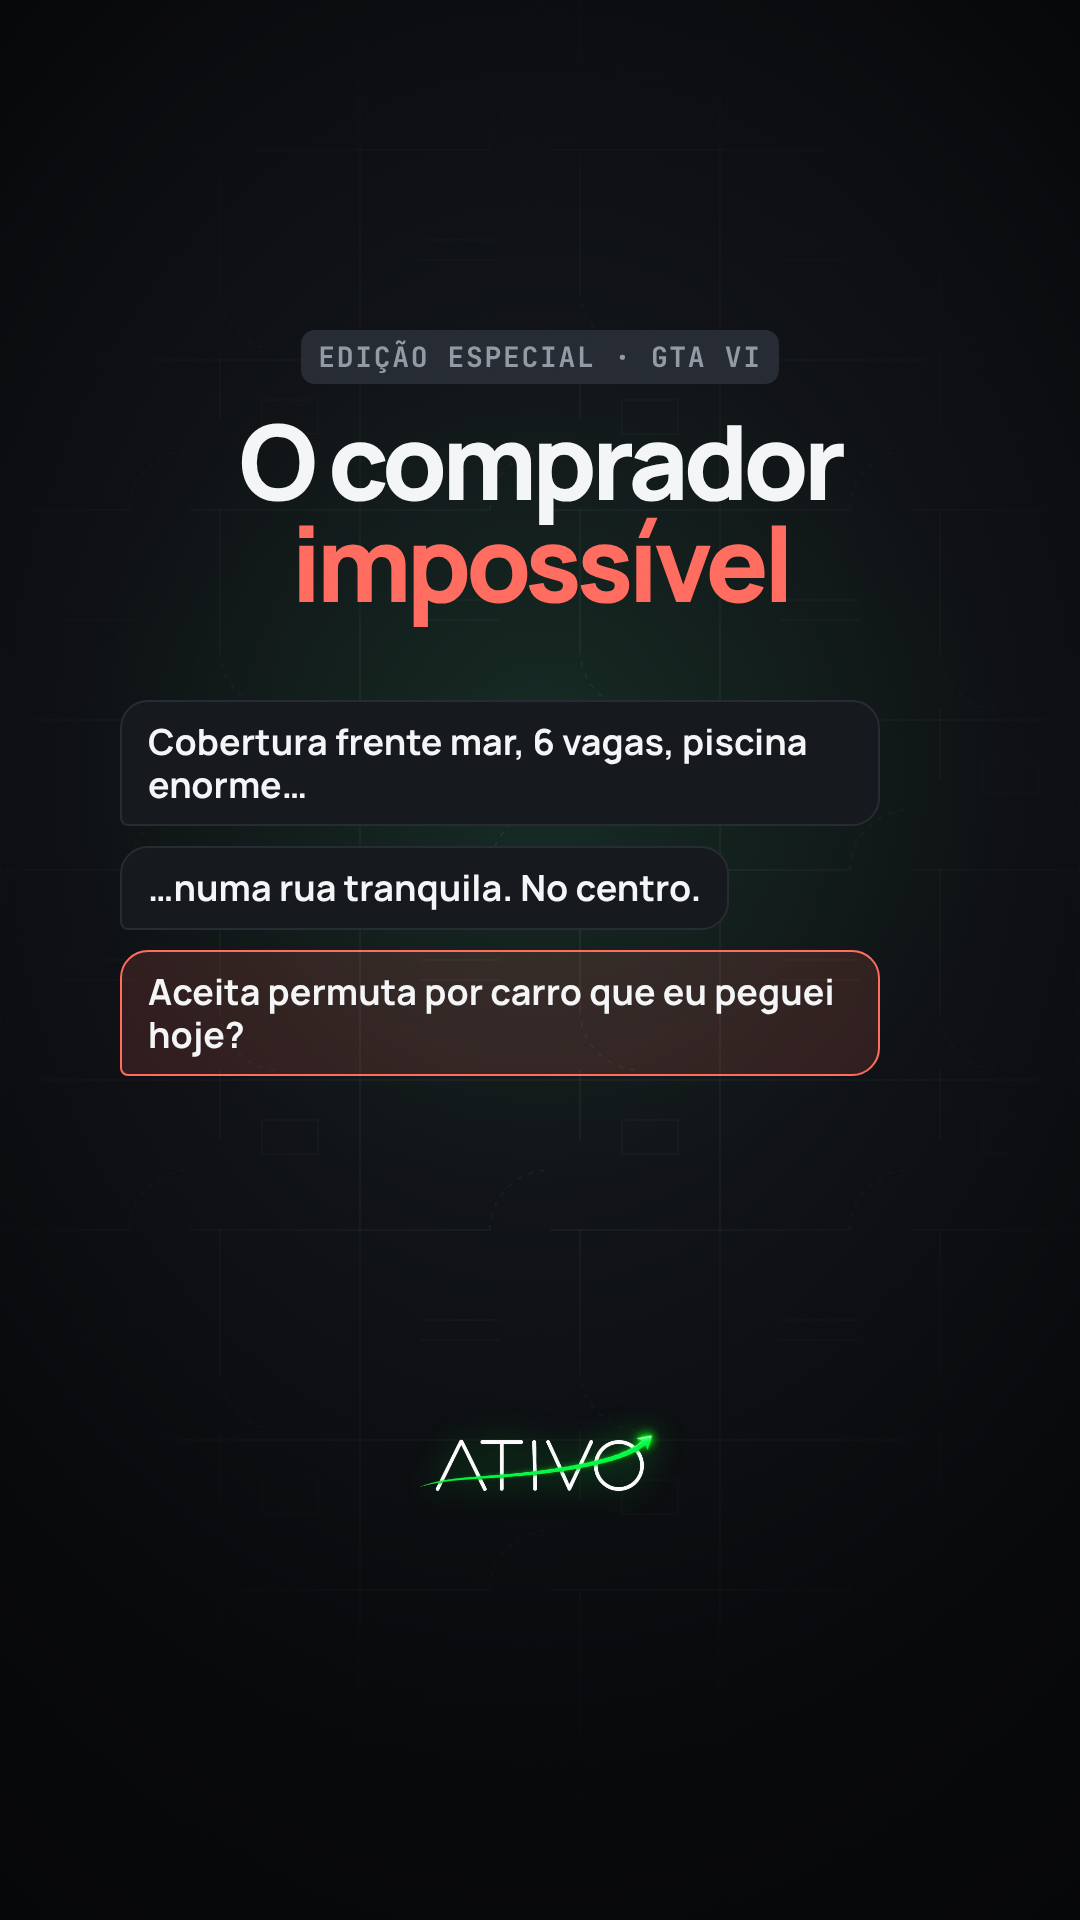 EDIÇÃO ESPECIAL · GTA VI
O comprador
impossível
Cobertura frente mar, 6 vagas, piscina
enorme...
...numa rua tranquila. No centro.
Aceita permuta por carro que eu peguei
hoje?
ATIVO